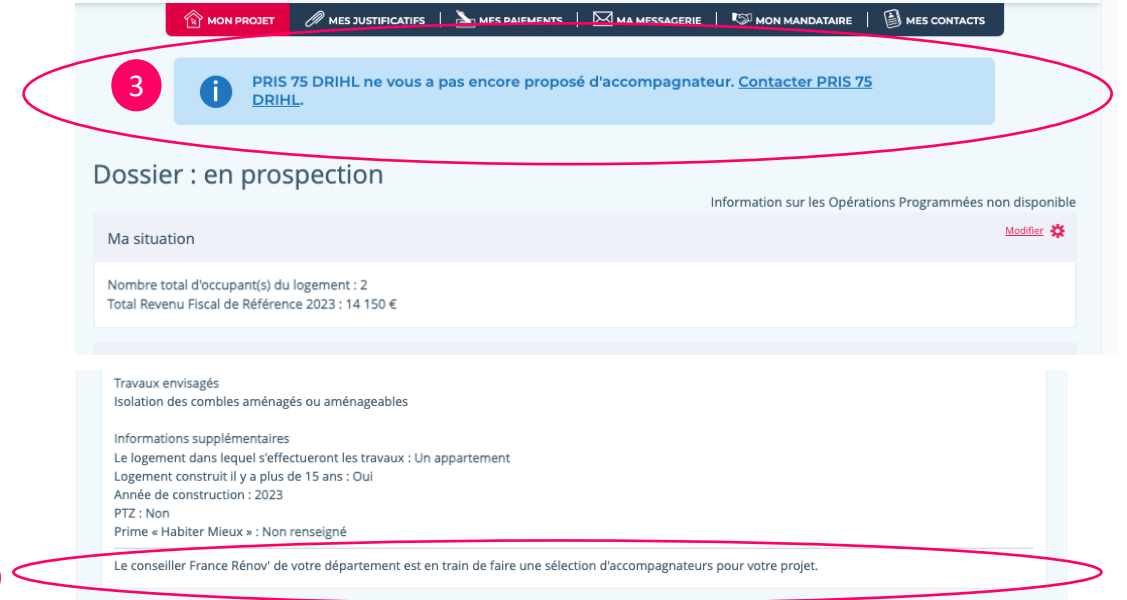 MON PROJET
MES JUSTIFICATIFS
MES PAIEMENTS
MA MESSAGERIE
MON MANDATAIRE
MES CONTACTS
3
PRIS 75 DRIHL ne vous a pas encore proposé d'accompagnateur. Contacter PRIS 75
DRIHL.
Dossier : en prospection
Information sur les Opérations Programmées non disponible
Ma situation
Modifier
Nombre total d'occupant(s) du logement : 2
Total Revenu Fiscal de Référence 2023 : 14 150 €
Travaux envisagés
Isolation des combles aménagés ou aménageables
Informations supplémentaires
Le logement dans lequel s'effectueront les travaux : Un appartement
Logement construit il y a plus de 15 ans : Oui
Année de construction : 2023
PTZ : Non
Prime « Habiter Mieux » : Non renseigné
Le conseiller France Rénov' de votre département est en train de faire une sélection d'accompagnateurs pour votre projet.